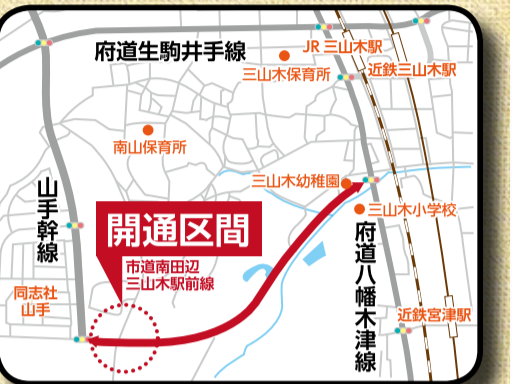 府道生駒井手線
JR 三山木駅
三山木保育所
近鉄三山木駅
南山保育所
三山木幼稚園
三山木小学校
山手幹線
開通区間
市道南田辺
三山木駅前線
府道八幡木津線
同志社
山手
近鉄宮津駅